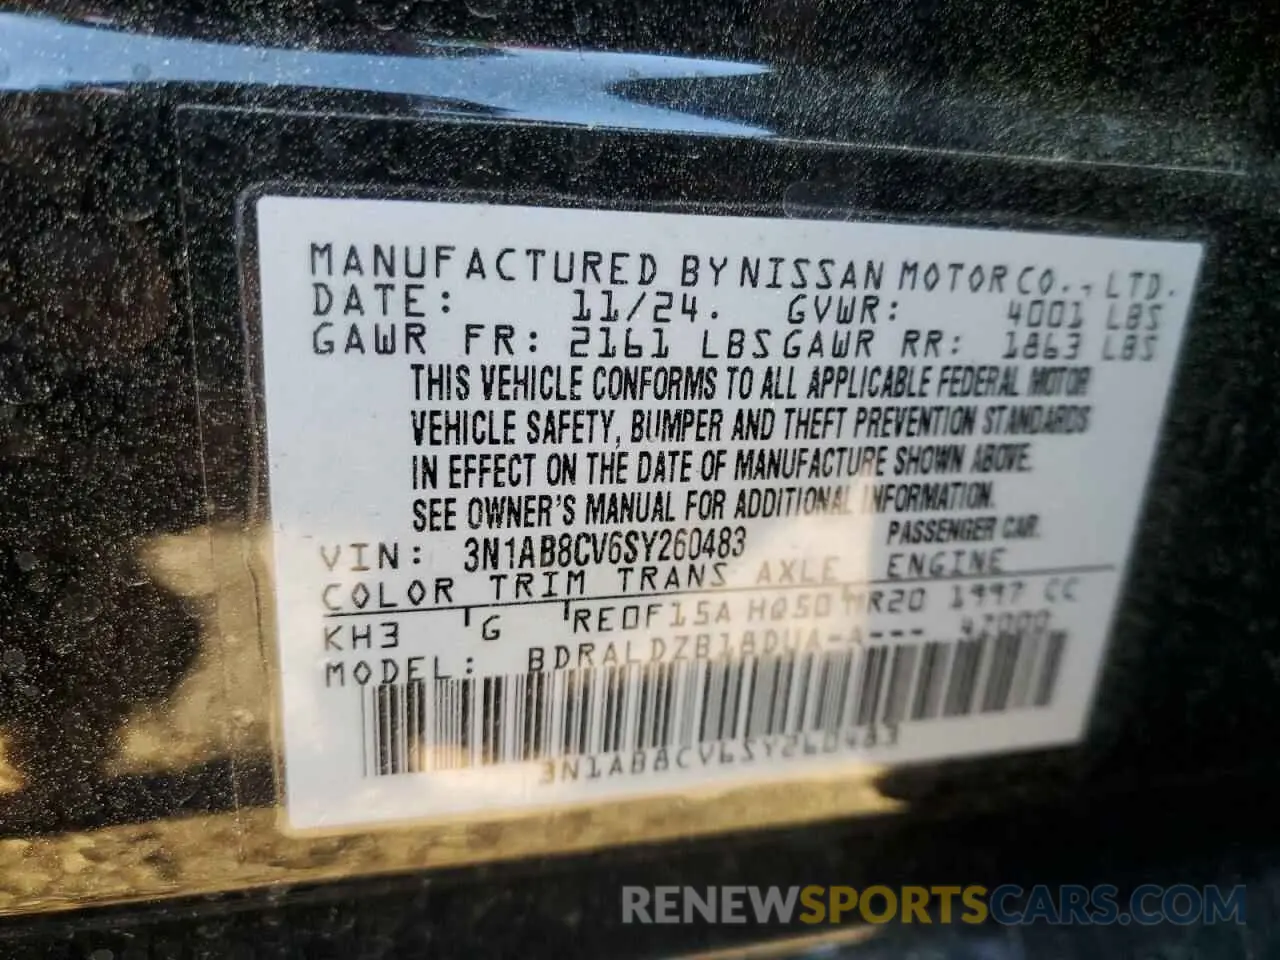 MANUFACTURED BY NISSAN MOTOR CO., LTD.
DATE: 11/24. GVWR: 4001 LBS
GAWR FR: 2161 LBS GAWR RR: 1863 LBS
THIS VEHICLE CONFORMS TO ALL APPLICABLE FEDERAL MOTOR
VEHICLE SAFETY, BUMPER AND THEFT PREVENTION STANDARDS
IN EFFECT ON THE DATE OF MANUFACTURE SHOWN ABOVE.
SEE OWNER'S MANUAL FOR ADDITIONAL INFORMATION.
VIN: 3N1AB8CV6SY260483 PASSENGER CAR.
COLOR TRIM TRANS AXLE ENGINE
KH3 G RE0F15A HQ50 MR20 1997 CC
MODEL: BDRALDZB18DUA-A--- 47000
3N1AB8CV6SY260483
RENEWSPORTSCARS.COM